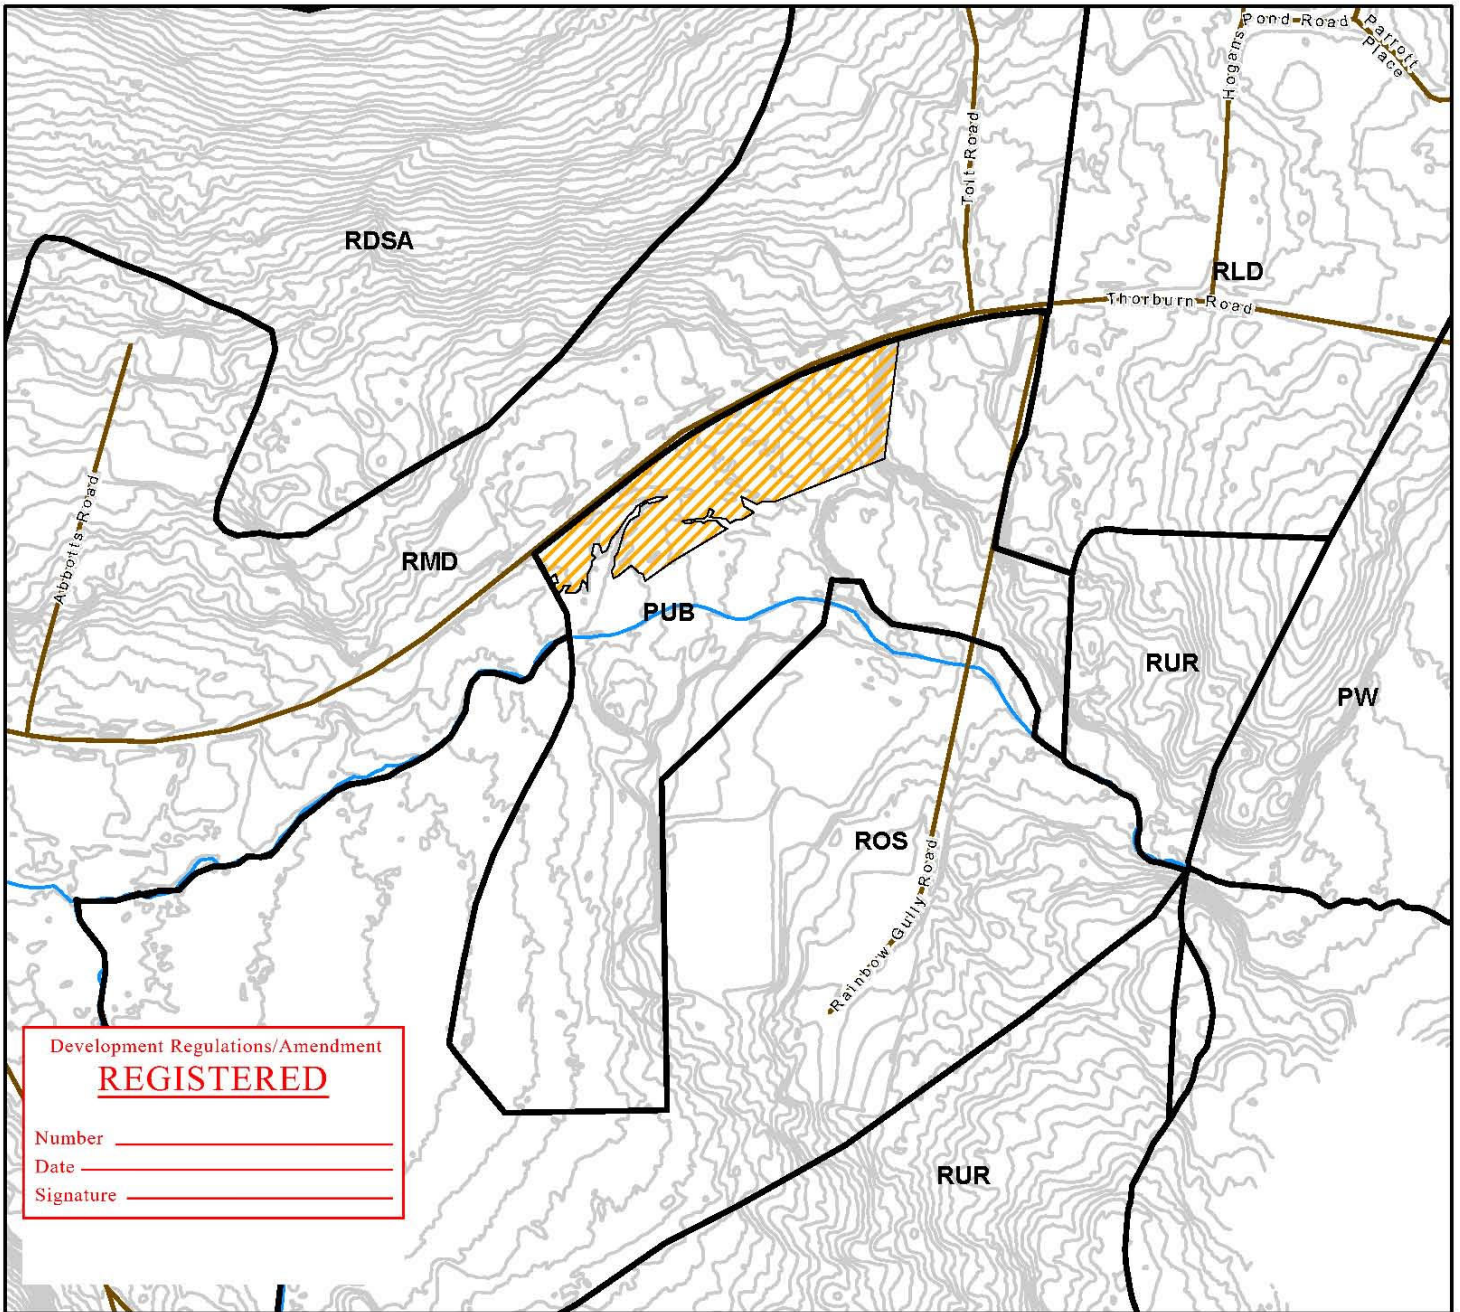 Pond Road
Parrott
Place
Hogans
Tolt Road
RDSA
RLD
Thorburn Road
Abbotts Road
RMD
PUB
RUR
PW
ROS
Rainbow Gully Road
Development Regulations/Amendment
REGISTERED
Number
Date
Signature
RUR